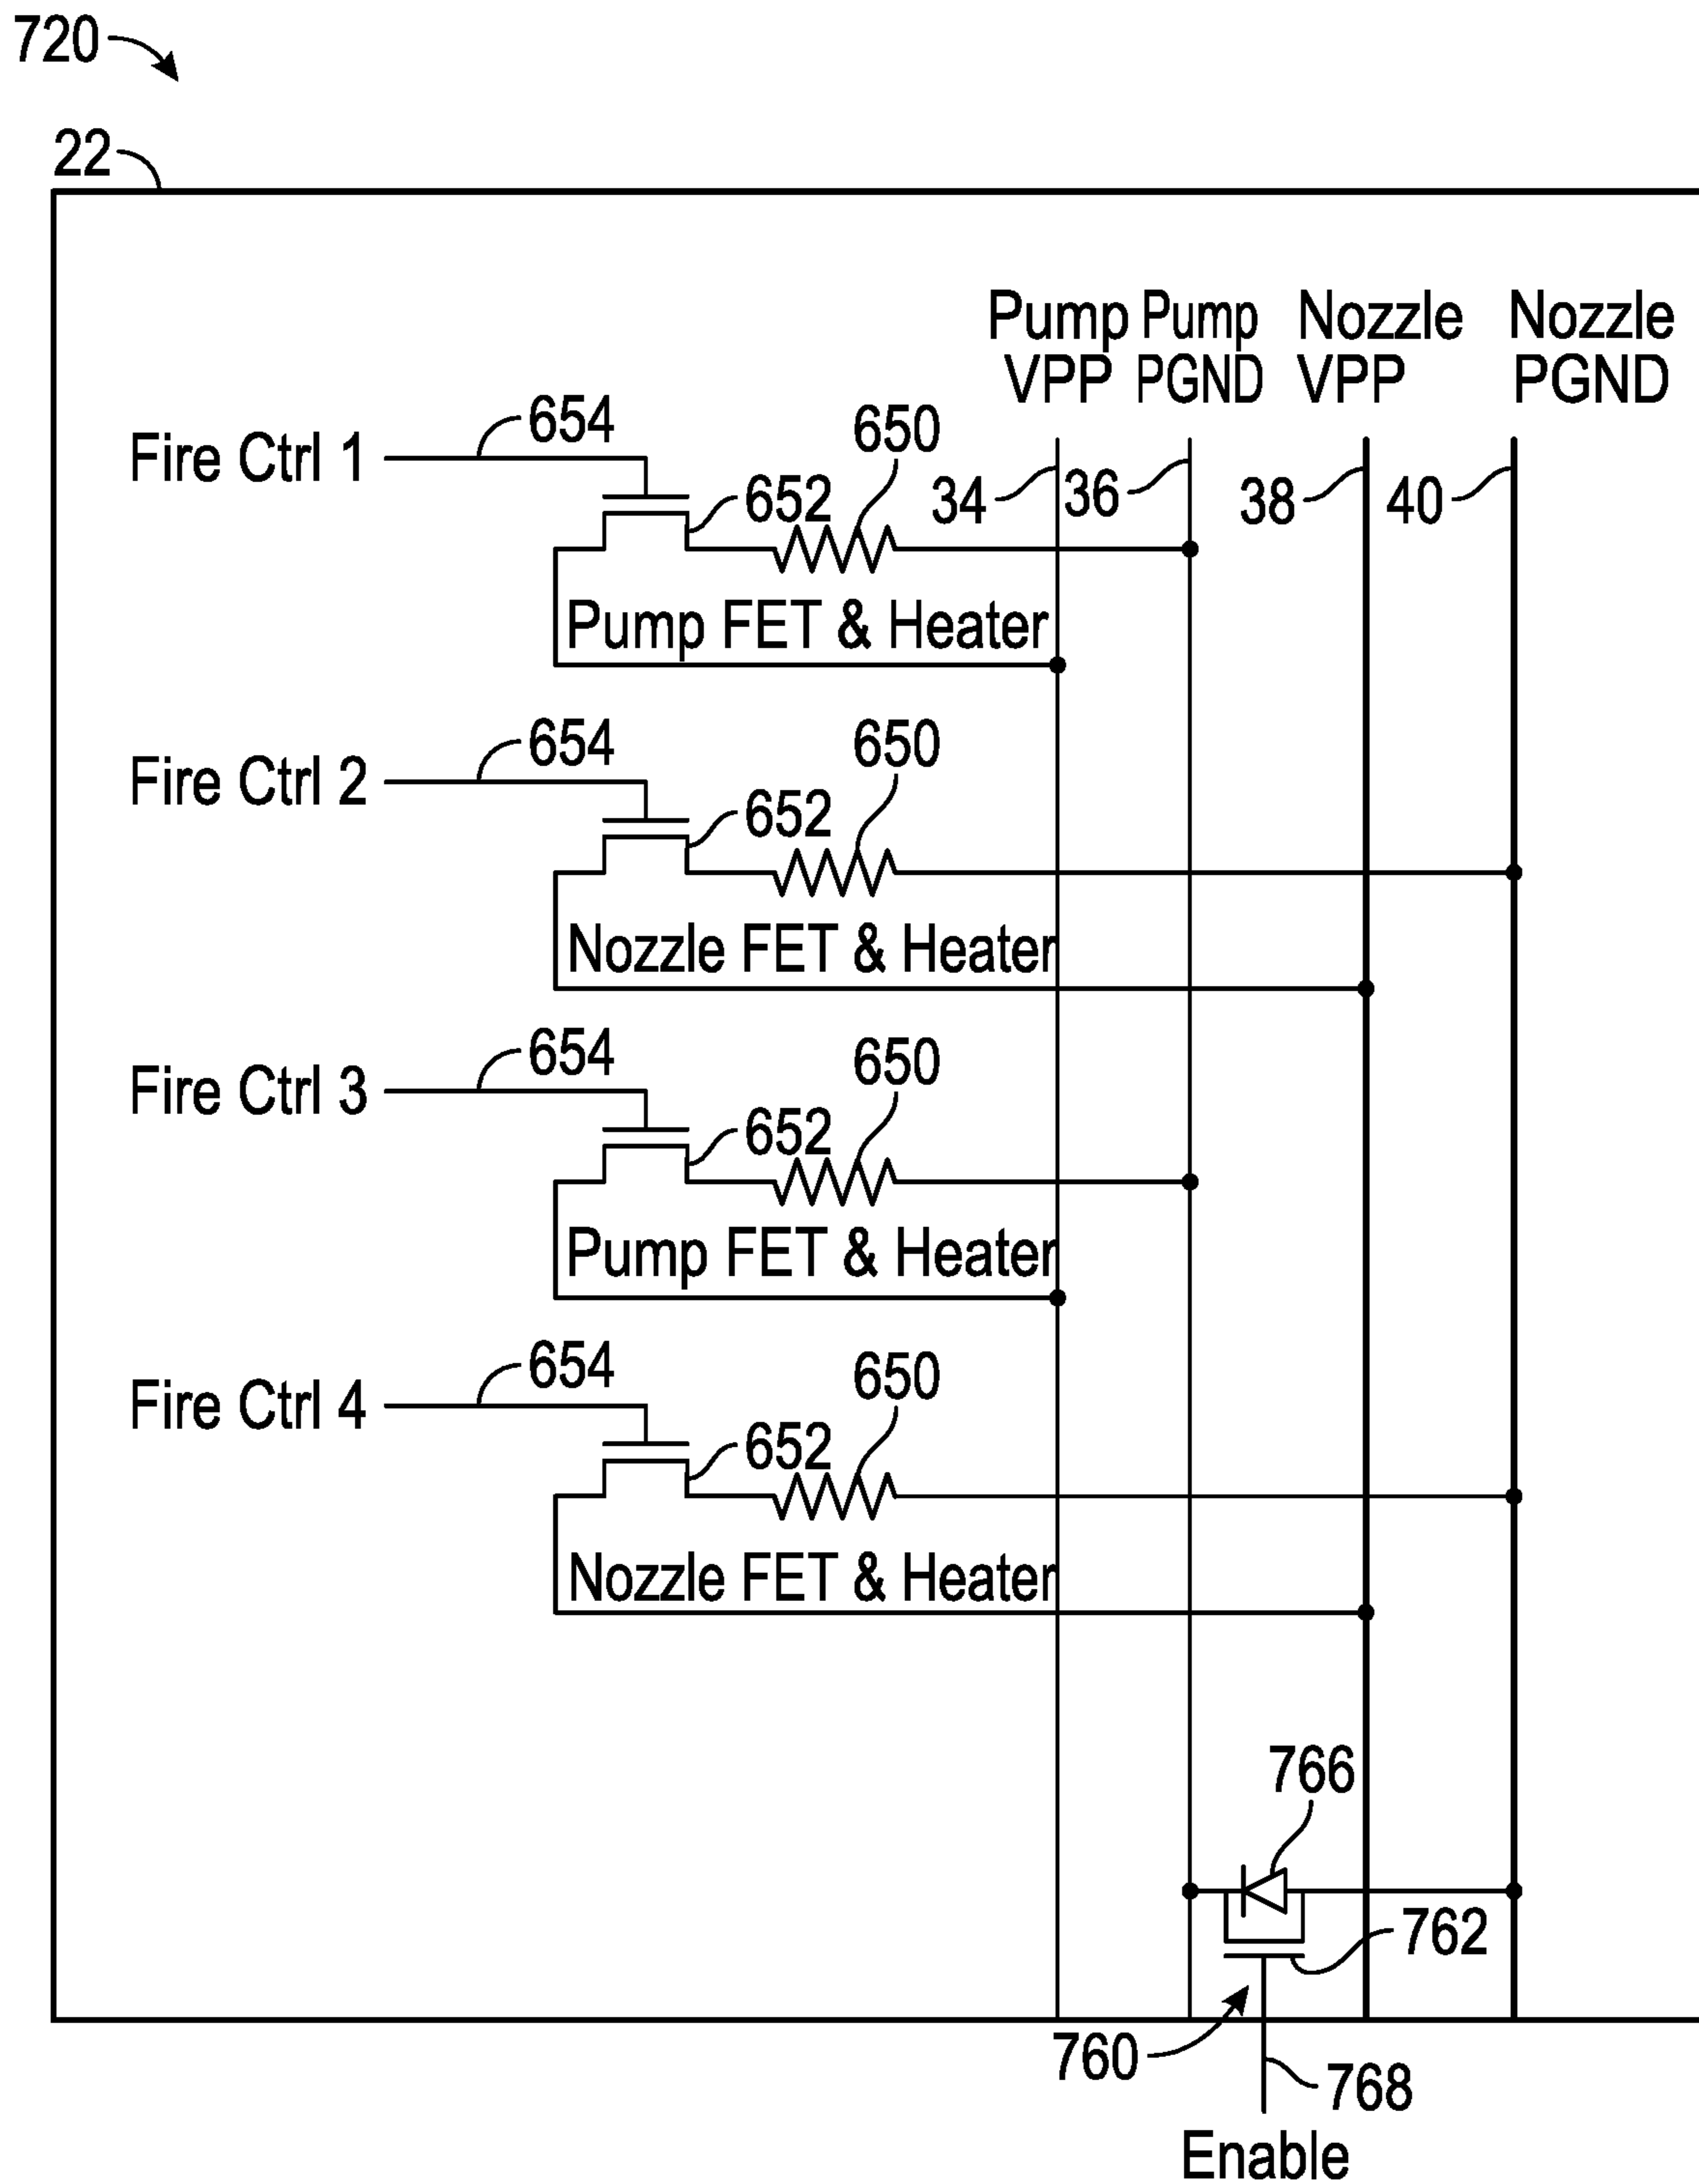 720
22
Pump VPP
Pump PGND
Nozzle VPP
Nozzle PGND
34
36
38
40
Fire Ctrl 1
654
652
650
Pump FET & Heater
Fire Ctrl 2
654
652
650
Nozzle FET & Heater
Fire Ctrl 3
654
652
650
Pump FET & Heater
Fire Ctrl 4
654
652
650
Nozzle FET & Heater
766
762
760
768
Enable